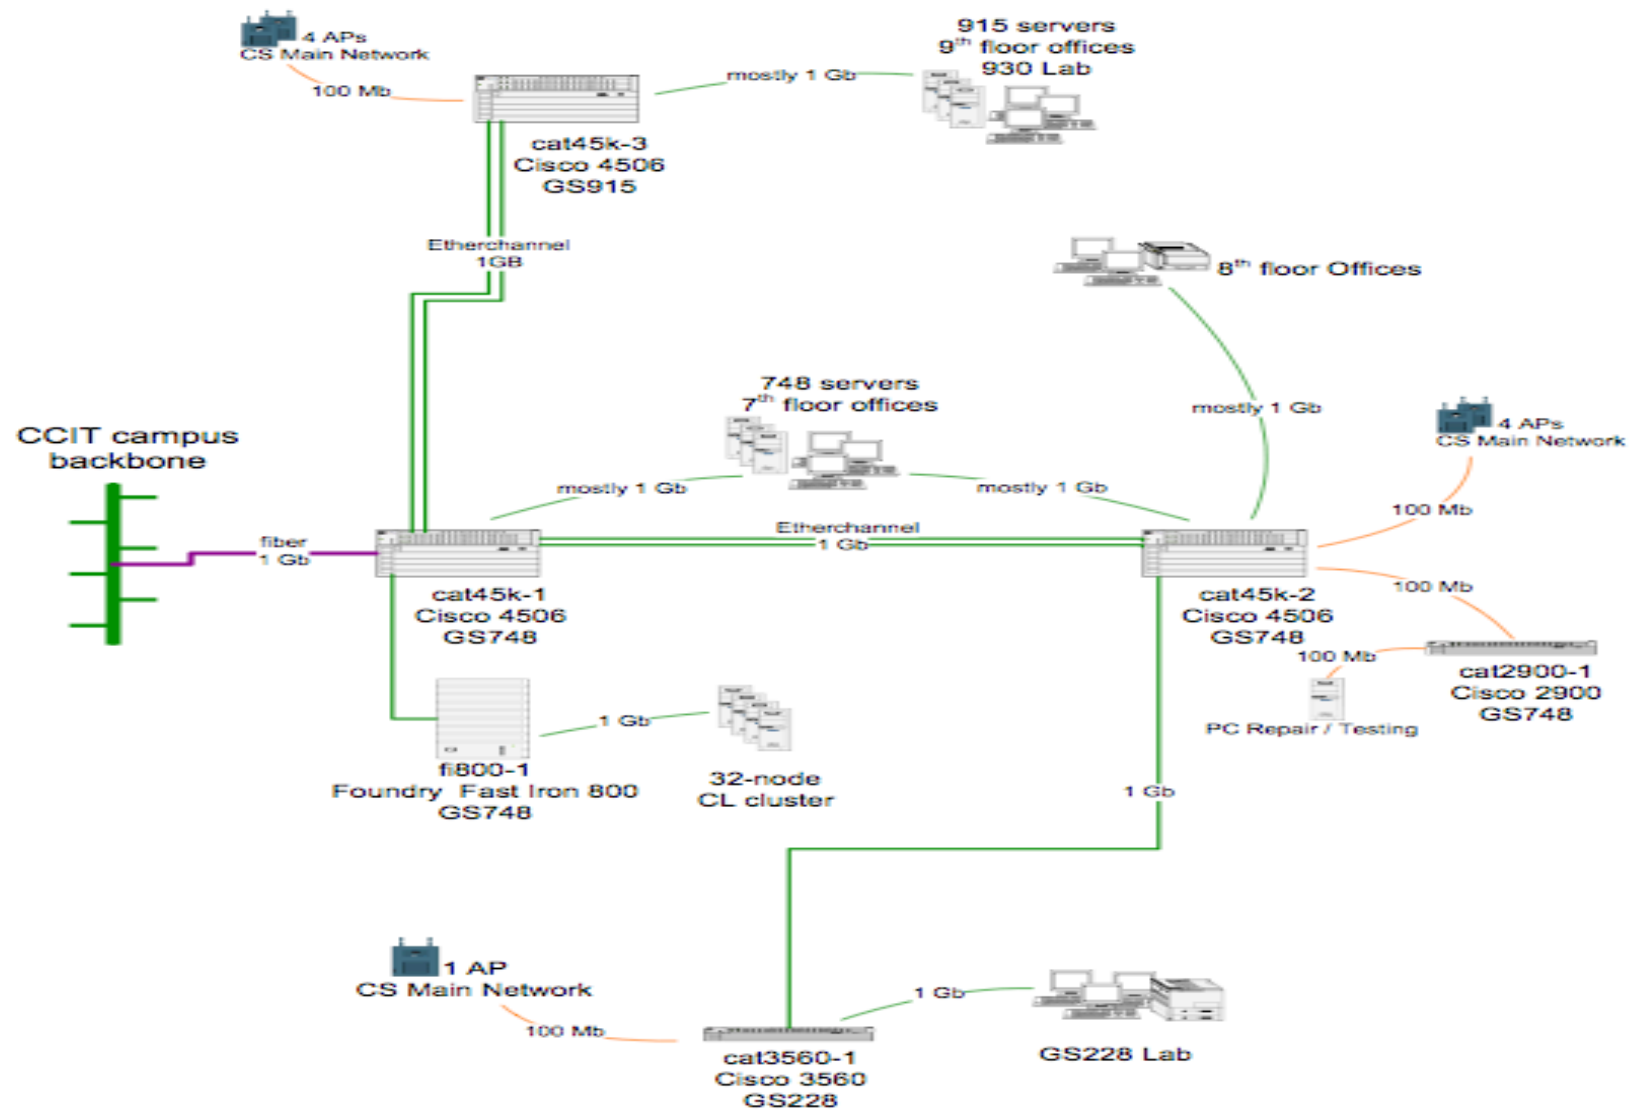 4 APs
CS Main Network
100 Mb
mostly 1 Gb
915 servers
9th floor offices
930 Lab
cat45k-3
Cisco 4506
GS915
Etherchannel
1GB
8th floor Offices
mostly 1 Gb
748 servers
7th floor offices
mostly 1 Gb
mostly 1 Gb
4 APs
CS Main Network
100 Mb
CCIT campus
backbone
fiber
1 Gb
Etherchannel
1 Gb
cat45k-1
Cisco 4506
GS748
cat45k-2
Cisco 4506
GS748
100 Mb
100 Mb
cat2900-1
Cisco 2900
GS748
PC Repair / Testing
1 Gb
fi800-1
Foundry Fast Iron 800
GS748
32-node
CL cluster
1 Gb
1 AP
CS Main Network
100 Mb
1 Gb
cat3560-1
Cisco 3560
GS228
GS228 Lab